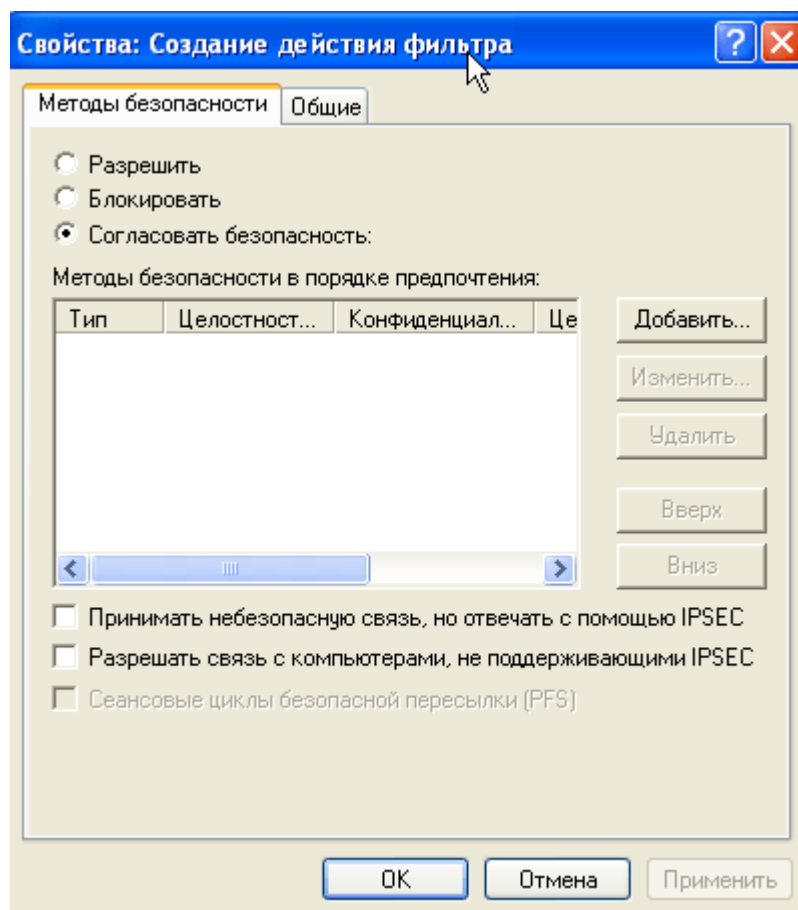 Свойства: Создание действия фильтра
Методы безопасности Общие
Разрешить
Блокировать
Согласовать безопасность:
Методы безопасности в порядке предпочтения:
Тип Целостност... Конфиденциал... Це Добавить...
Изменить...
Удалить
Вверх
Вниз
Принимать небезопасную связь, но отвечать с помощью IPSEC
Разрешать связь с компьютерами, не поддерживающими IPSEC
Сеансовые циклы безопасной пересылки (PFS)
OK Отмена Применить